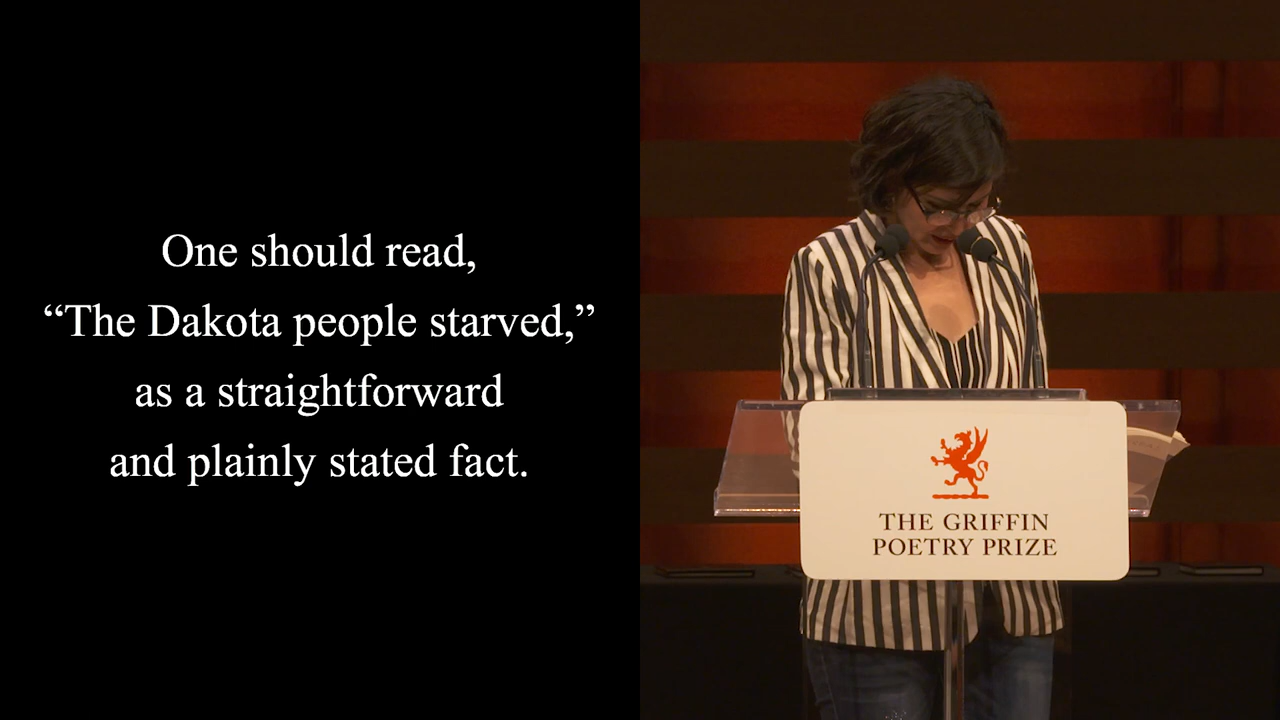 One should read,
“The Dakota people starved,”
as a straightforward
and plainly stated fact.
THE GRIFFIN
POETRY PRIZE